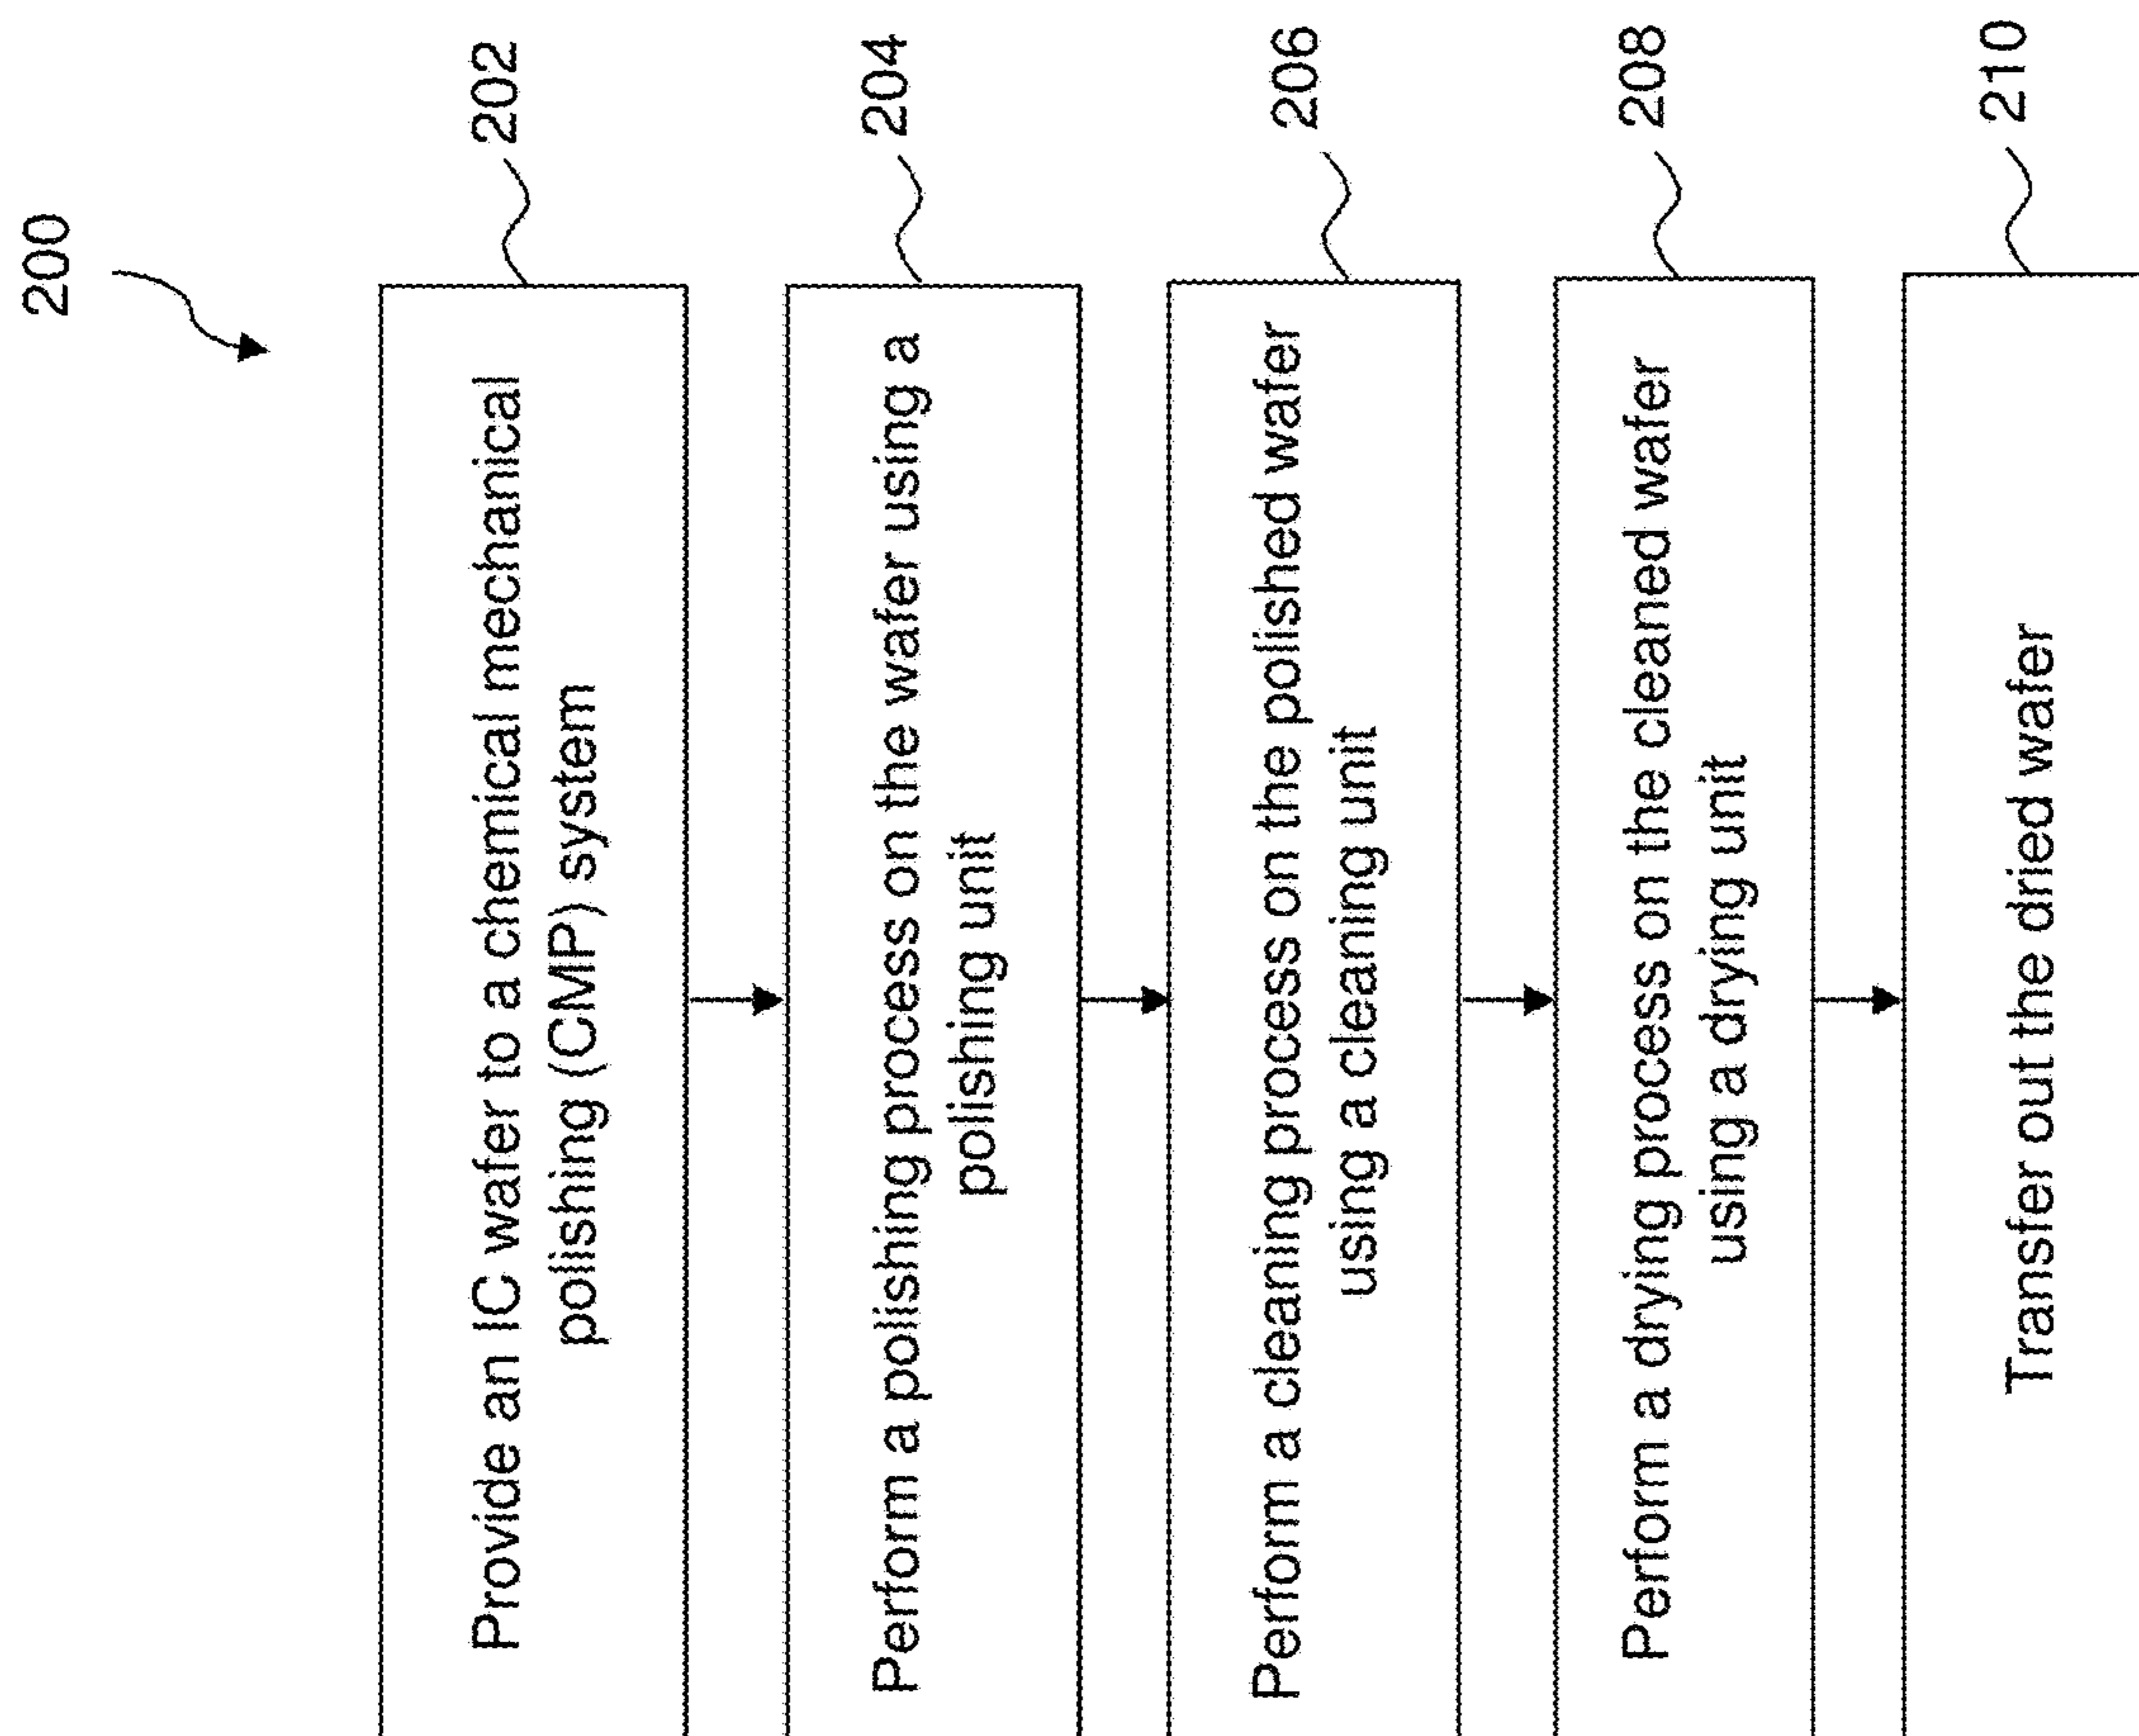 200
Provide an IC wafer to a chemical mechanical
polishing (CMP) system
202
Perform a polishing process on the wafer using a
polishing unit
204
Perform a cleaning process on the polished wafer
using a cleaning unit
206
Perform a drying process on the cleaned wafer
using a drying unit
208
Transfer out the dried wafer
210